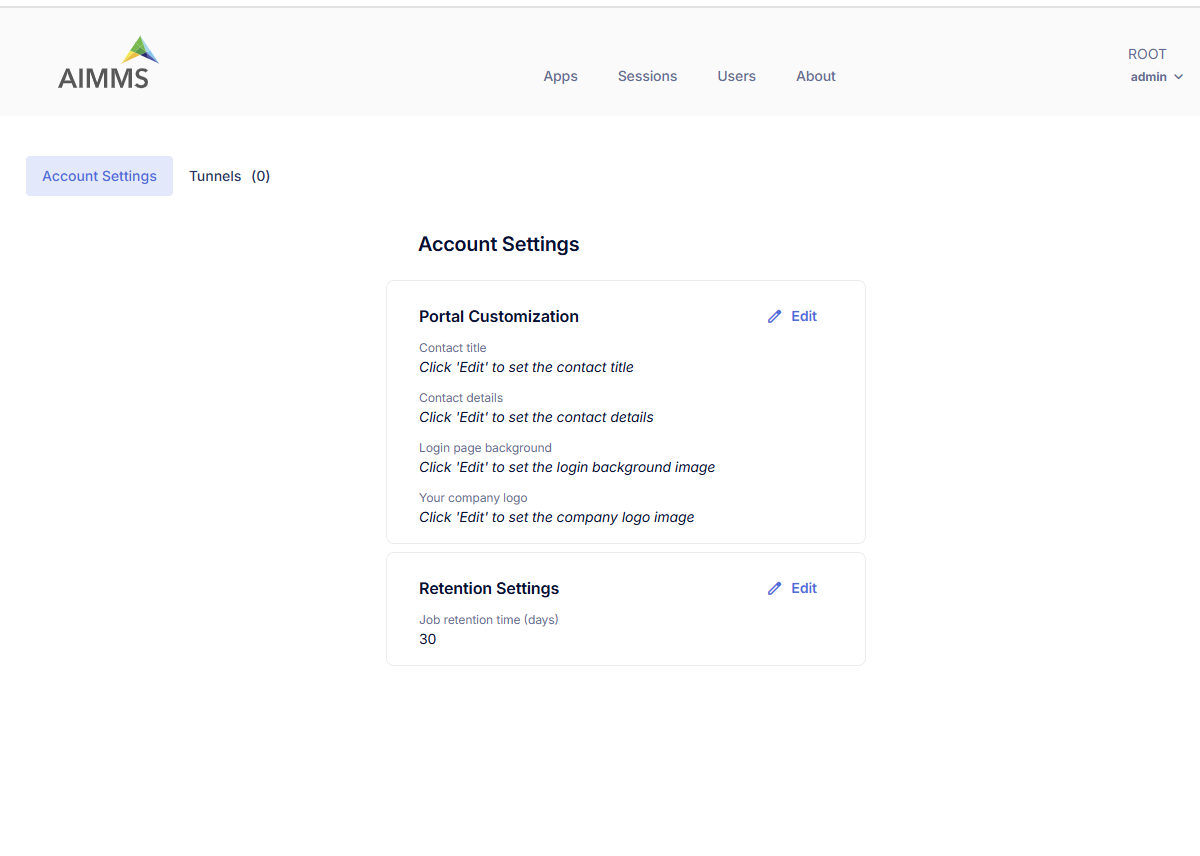 AIMMS
Apps Sessions Users About
ROOT
admin
Account Settings Tunnels (0)
Account Settings
Portal Customization Edit
Contact title
Click 'Edit' to set the contact title
Contact details
Click 'Edit' to set the contact details
Login page background
Click 'Edit' to set the login background image
Your company logo
Click 'Edit' to set the company logo image
Retention Settings Edit
Job retention time (days)
30